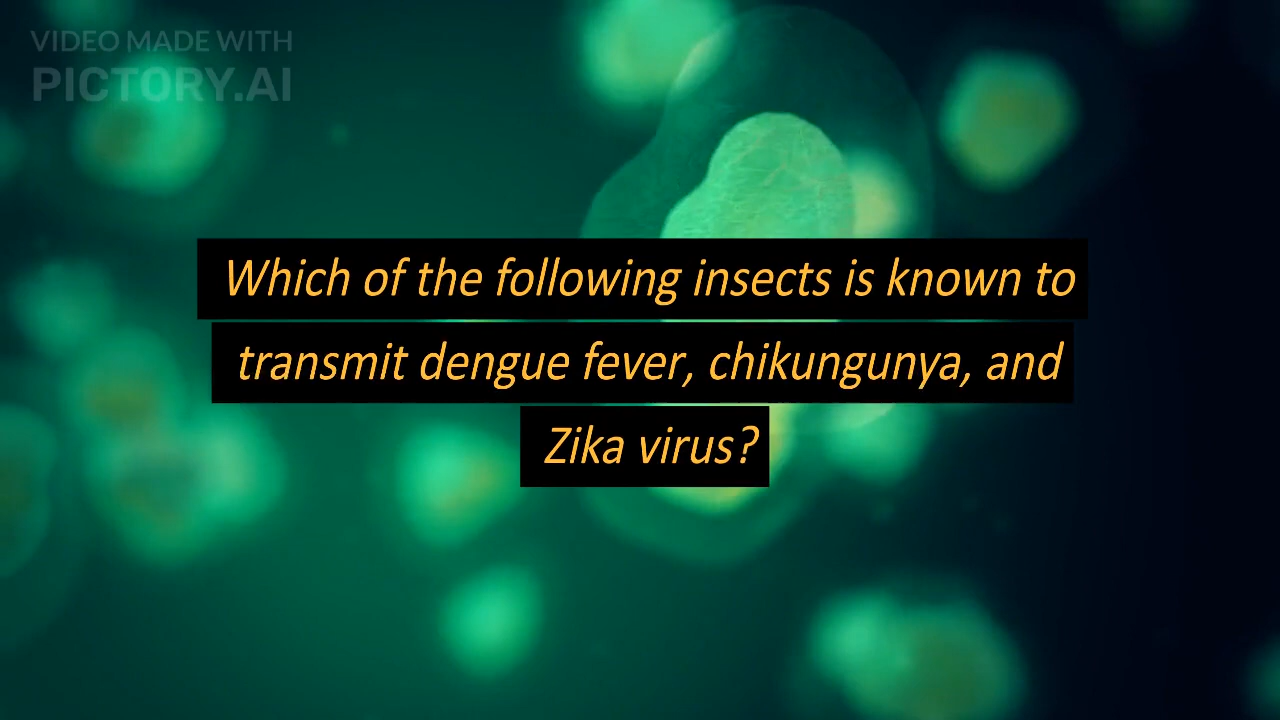 VIDEO MADE WITH
PICTORY.AI
Which of the following insects is known to
transmit dengue fever, chikungunya, and
Zika virus?